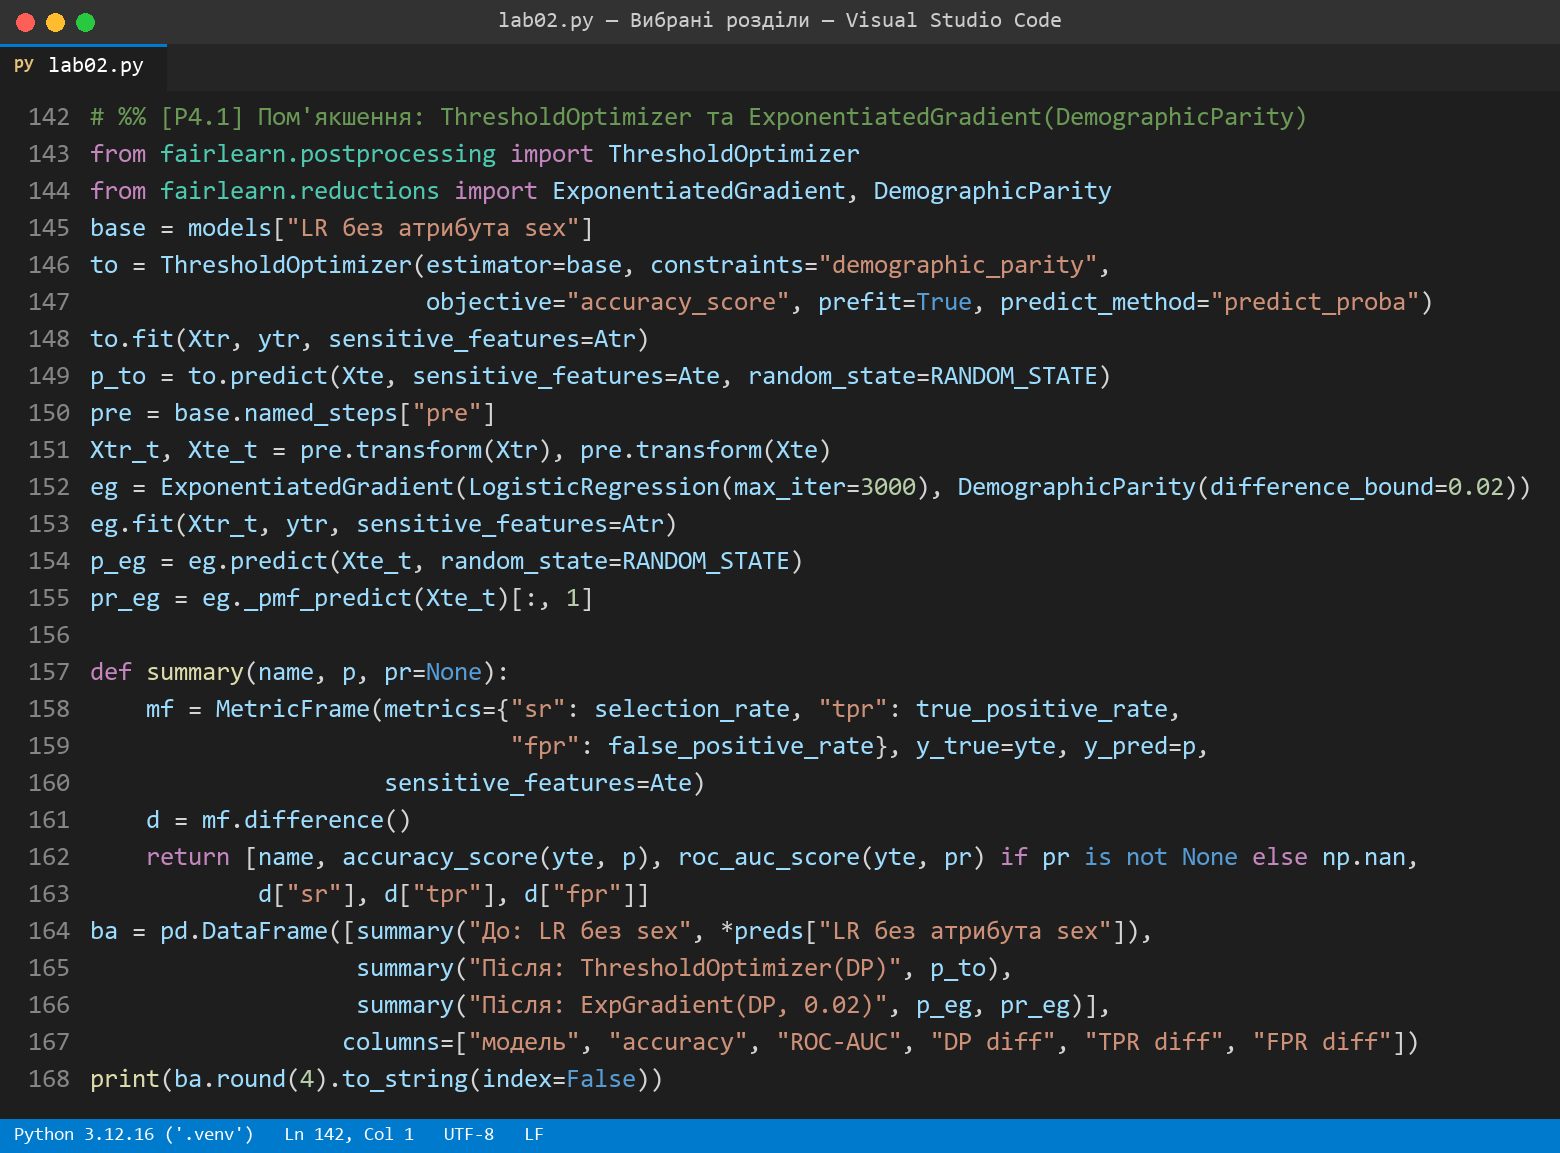 lab02.py — Вибрані розділи — Visual Studio Code
py lab02.py
142 # %% [P4.1] Пом'якшення: ThresholdOptimizer та ExponentiatedGradient(DemographicParity)
143 from fairlearn.postprocessing import ThresholdOptimizer
144 from fairlearn.reductions import ExponentiatedGradient, DemographicParity
145 base = models["LR без атрибута sex"]
146 to = ThresholdOptimizer(estimator=base, constraints="demographic_parity",
147                         objective="accuracy_score", prefit=True, predict_method="predict_proba")
148 to.fit(Xtr, ytr, sensitive_features=Atr)
149 p_to = to.predict(Xte, sensitive_features=Ate, random_state=RANDOM_STATE)
150 pre = base.named_steps["pre"]
151 Xtr_t, Xte_t = pre.transform(Xtr), pre.transform(Xte)
152 eg = ExponentiatedGradient(LogisticRegression(max_iter=3000), DemographicParity(difference_bound=0.02))
153 eg.fit(Xtr_t, ytr, sensitive_features=Atr)
154 p_eg = eg.predict(Xte_t, random_state=RANDOM_STATE)
155 pr_eg = eg._pmf_predict(Xte_t)[:, 1]
156
157 def summary(name, p, pr=None):
158     mf = MetricFrame(metrics={"sr": selection_rate, "tpr": true_positive_rate,
159                               "fpr": false_positive_rate}, y_true=yte, y_pred=p,
160                      sensitive_features=Ate)
161     d = mf.difference()
162     return [name, accuracy_score(yte, p), roc_auc_score(yte, pr) if pr is not None else np.nan,
163             d["sr"], d["tpr"], d["fpr"]]
164 ba = pd.DataFrame([summary("До: LR без sex", *preds["LR без атрибута sex"]),
165                    summary("Після: ThresholdOptimizer(DP)", p_to),
166                    summary("Після: ExpGradient(DP, 0.02)", p_eg, pr_eg)],
167                   columns=["модель", "accuracy", "ROC-AUC", "DP diff", "TPR diff", "FPR diff"])
168 print(ba.round(4).to_string(index=False))
Python 3.12.16 ('.venv') Ln 142, Col 1 UTF-8 LF